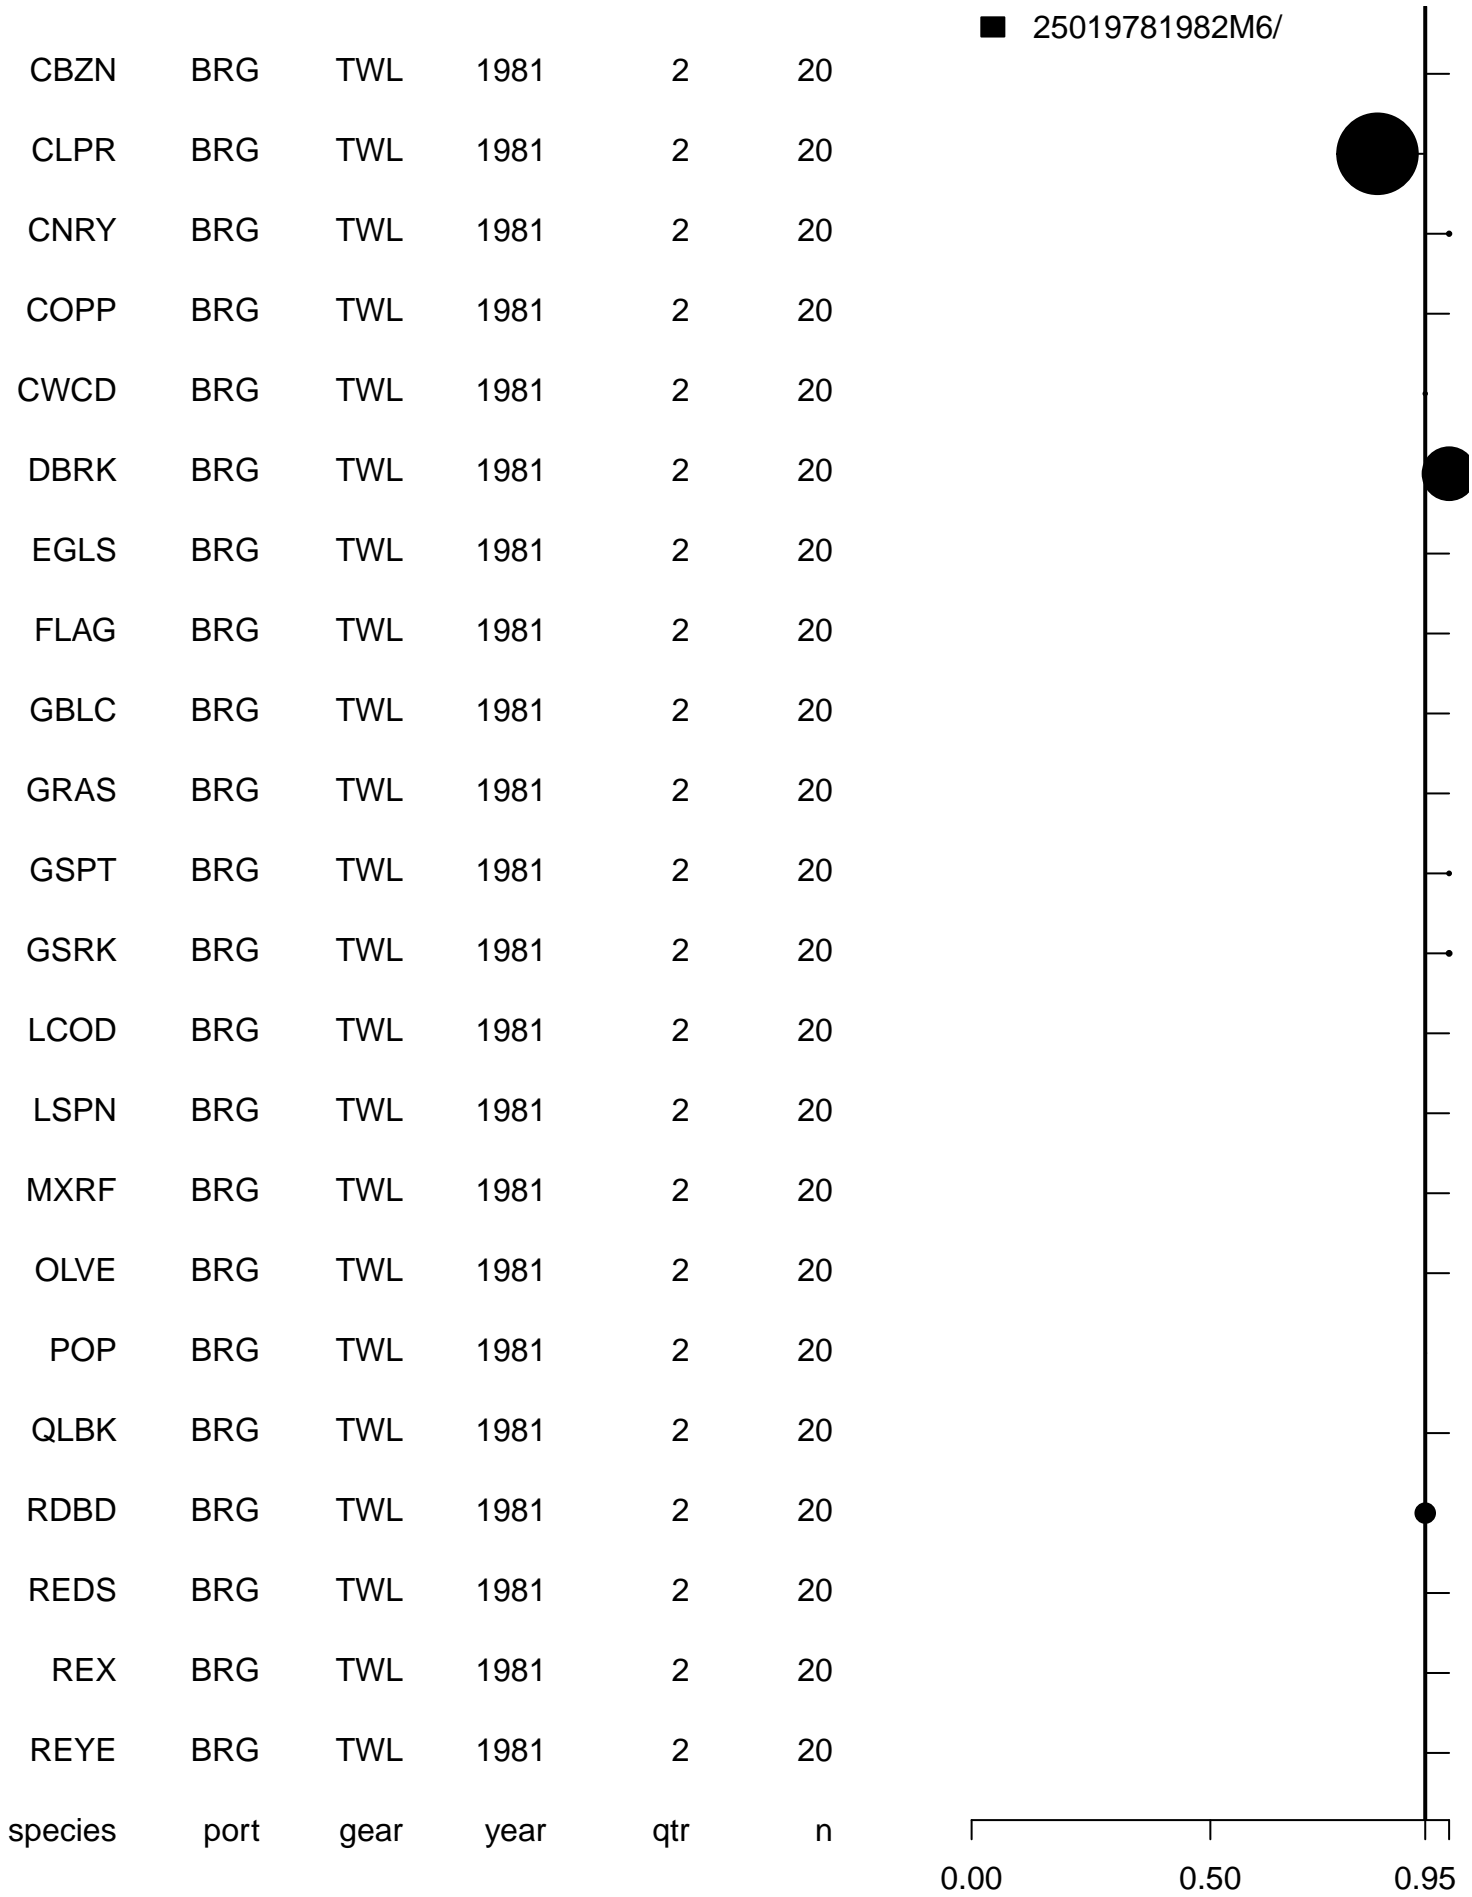 25019781982M6/
CBZN BRG TWL 1981 2 20
CLPR BRG TWL 1981 2 20
CNRY BRG TWL 1981 2 20
COPP BRG TWL 1981 2 20
CWCD BRG TWL 1981 2 20
DBRK BRG TWL 1981 2 20
EGLS BRG TWL 1981 2 20
FLAG BRG TWL 1981 2 20
GBLC BRG TWL 1981 2 20
GRAS BRG TWL 1981 2 20
GSPT BRG TWL 1981 2 20
GSRK BRG TWL 1981 2 20
LCOD BRG TWL 1981 2 20
LSPN BRG TWL 1981 2 20
MXRF BRG TWL 1981 2 20
OLVE BRG TWL 1981 2 20
POP BRG TWL 1981 2 20
QLBK BRG TWL 1981 2 20
RDBD BRG TWL 1981 2 20
REDS BRG TWL 1981 2 20
REX BRG TWL 1981 2 20
REYE BRG TWL 1981 2 20
species port gear year qtr n
0.00 0.50 0.95